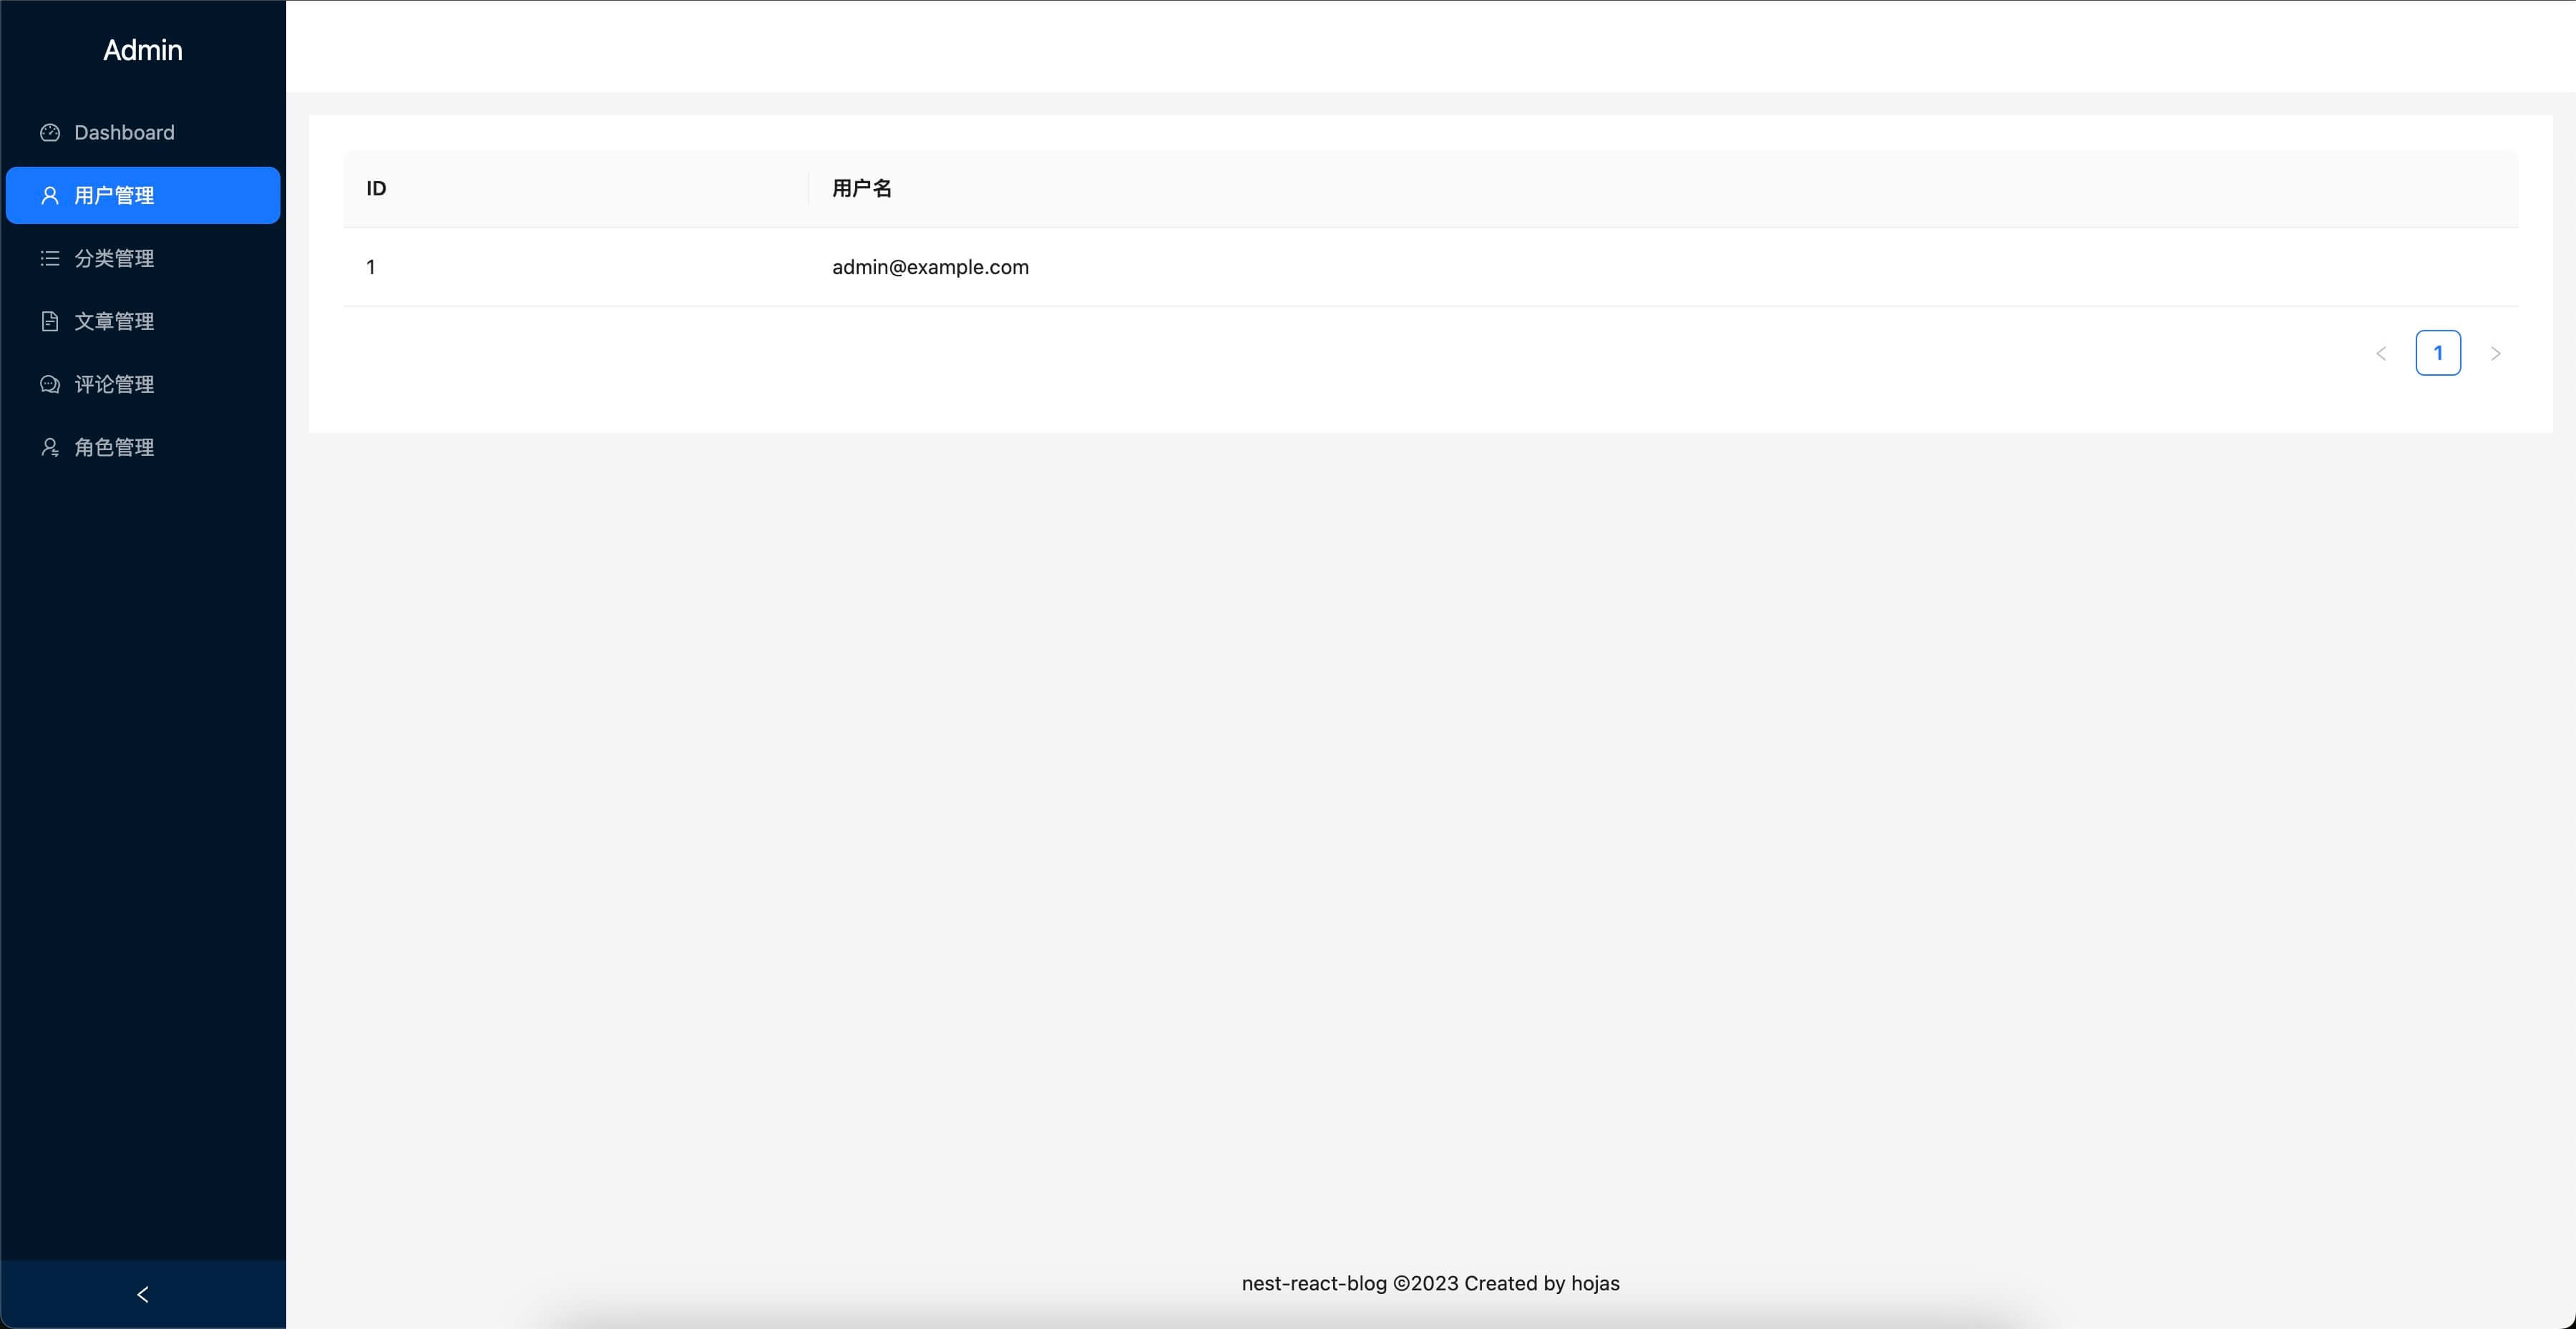 Admin
Dashboard
用户管理
分类管理
文章管理
评论管理
角色管理
ID 用户名
1 admin@example.com
1
nest-react-blog ©2023 Created by hojas